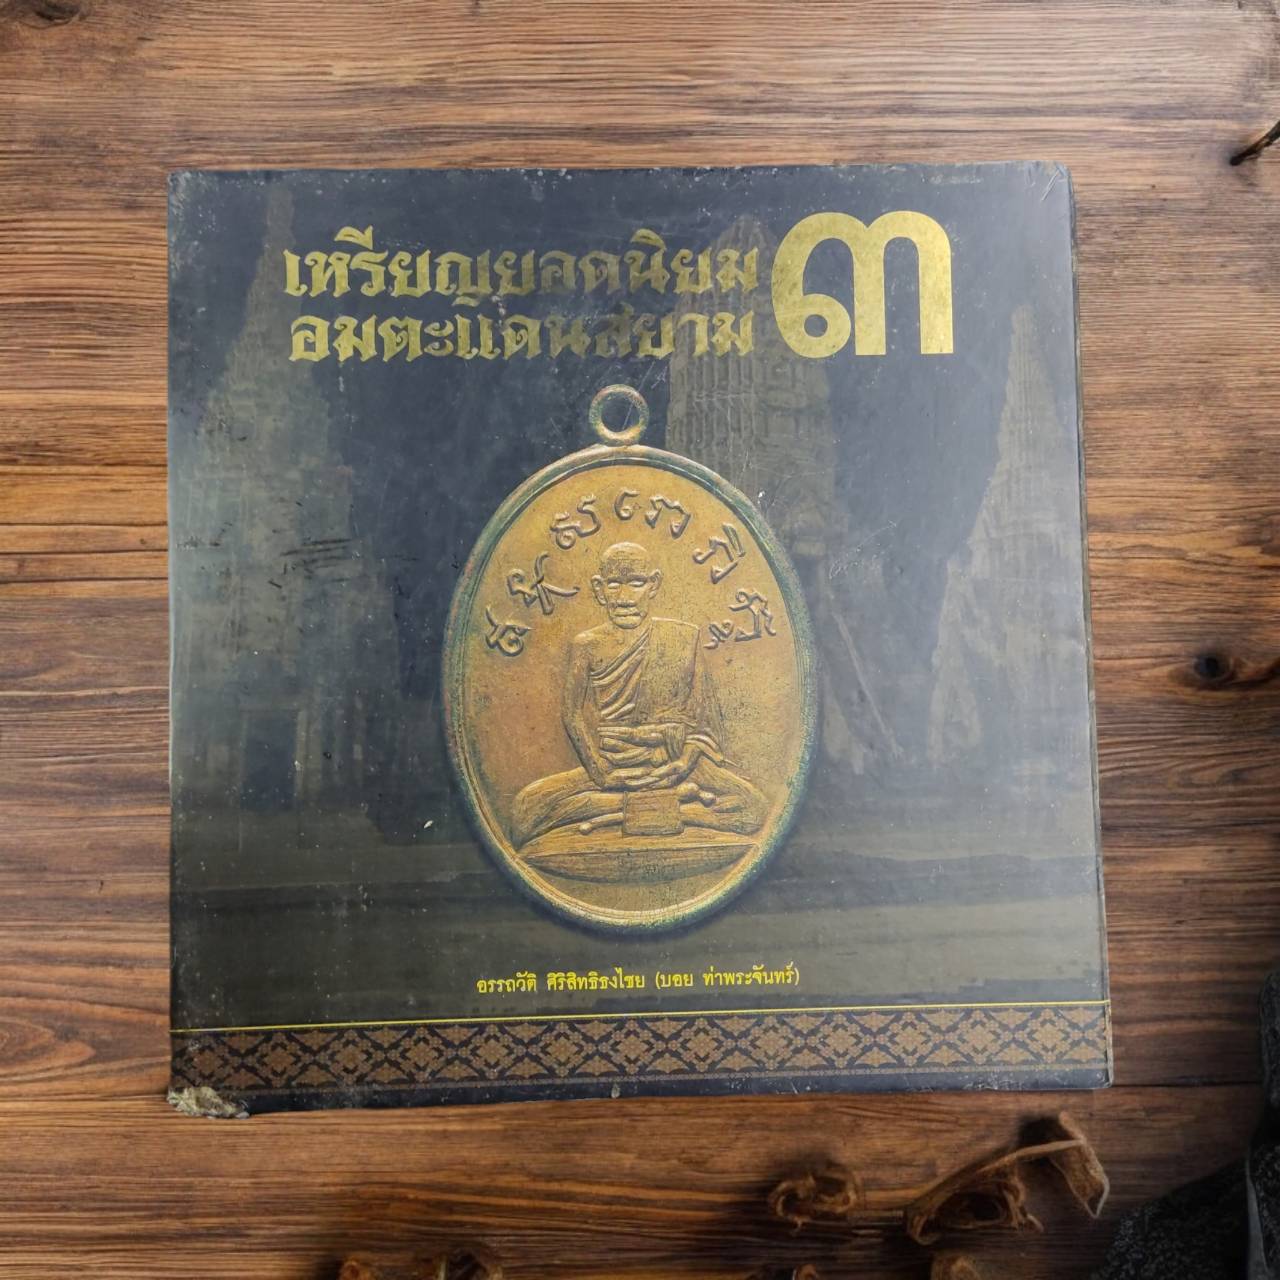 เหรียญยอดนิยม ๓
อมตะแดนสยาม
อรรถวัติ ศิริสิทธิธงไชย (บอย ท่าพระจันทร์)